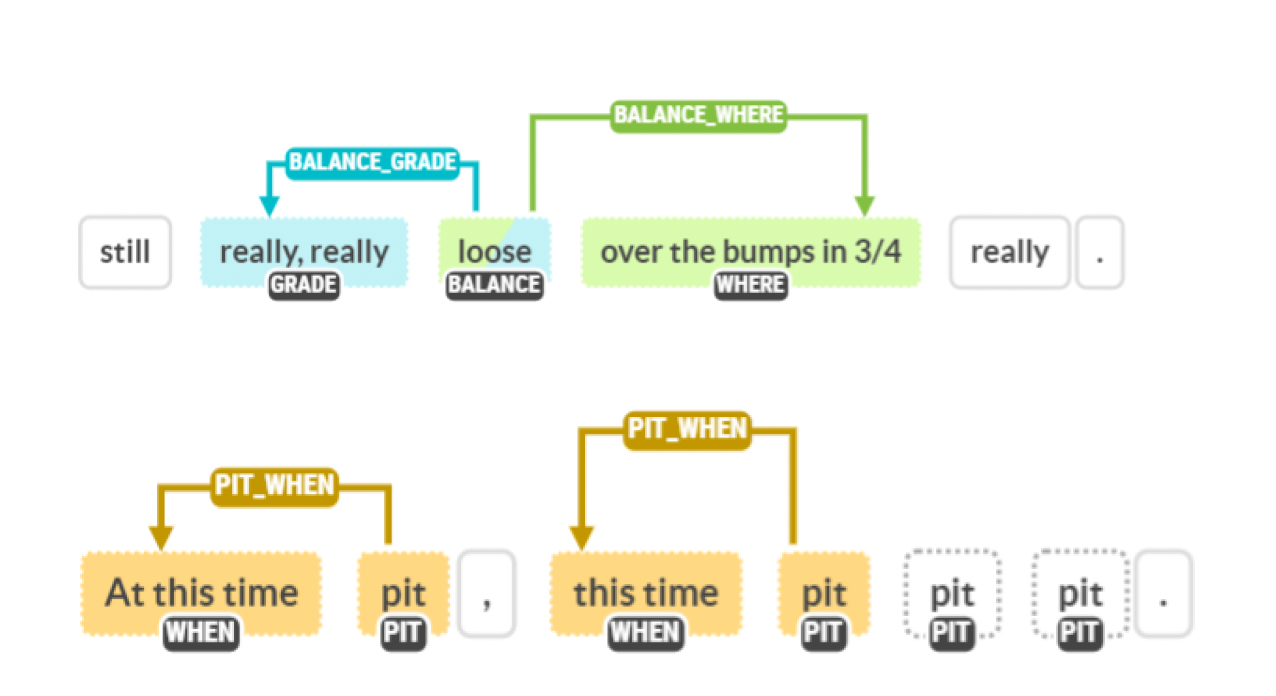 BALANCE_WHERE
BALANCE_GRADE
still really, really loose over the bumps in 3/4 really .
GRADE BALANCE WHERE
PIT_WHEN
PIT_WHEN
At this time pit , this time pit pit pit .
WHEN PIT WHEN PIT PIT PIT